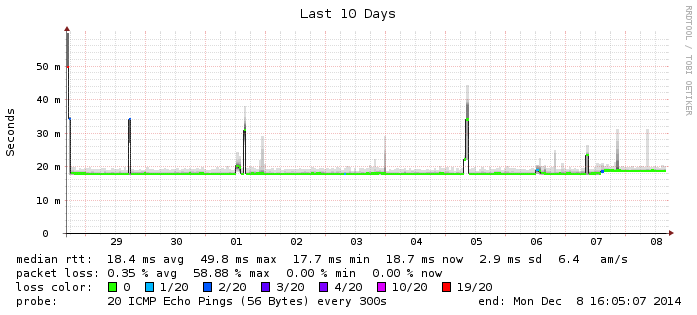 Last 10 Days
RRDTOOL / TOBI OETIKER
Seconds
50 m
40 m
30 m
20 m
10 m
0
29 30 01 02 03 04 05 06 07 08
median rtt: 18.4 ms avg 49.8 ms max 17.7 ms min 18.7 ms now 2.9 ms sd 6.4 am/s
packet loss: 0.35 % avg 58.88 % max 0.00 % min 0.00 % now
loss color: 0 1/20 2/20 3/20 4/20 10/20 19/20
probe: 20 ICMP Echo Pings (56 Bytes) every 300s end: Mon Dec 8 16:05:07 2014